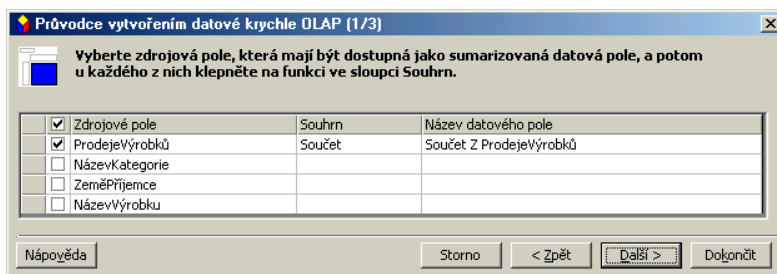 Průvodce vytvořením datové krychle OLAP (1/3)
Vyberte zdrojová pole, která mají být dostupná jako sumarizovaná datová pole, a potom
u každého z nich klepněte na funkci ve sloupci Souhrn.
Zdrojové pole Souhrn Název datového pole
ProdejeVýrobků Součet Součet Z ProdejeVýrobků
NázevKategorie
ZeměPříjemce
NázevVýrobku
Nápověda Storno < Zpět Další > Dokončit